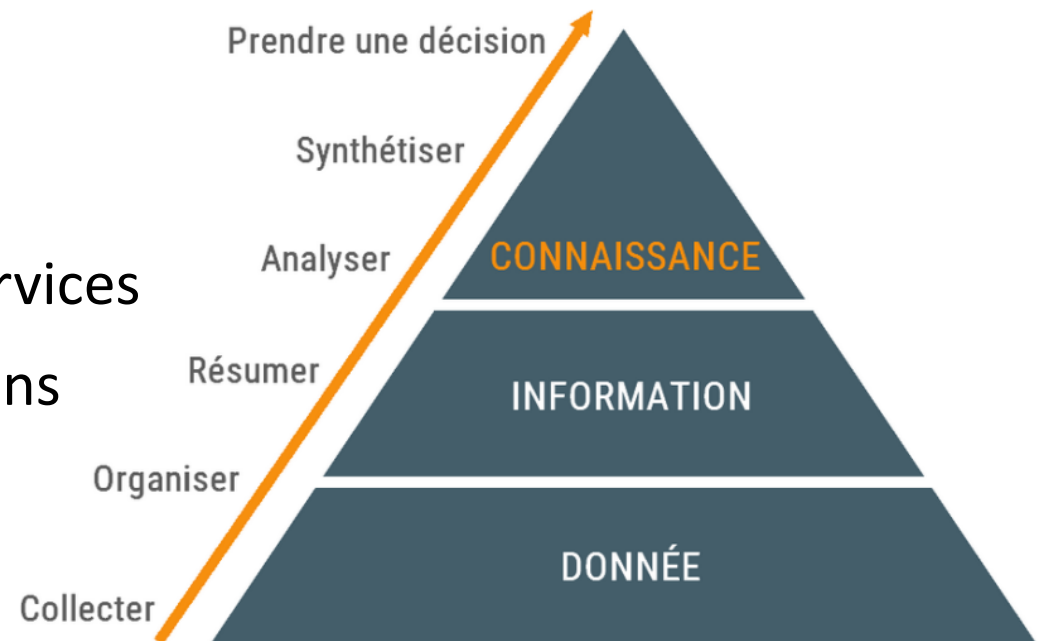 Prendre une décision
Synthétiser
Analyser
CONNAISSANCE
rvices
Résumer
ns
INFORMATION
Organiser
DONNÉE
Collecter